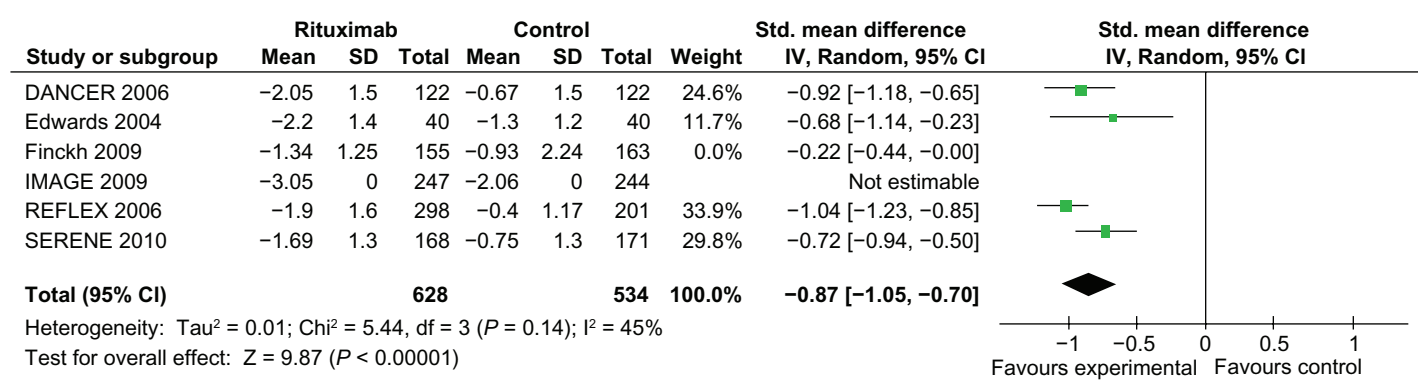 Rituximab Control Std. mean difference Std. mean difference
Study or subgroup Mean SD Total Mean SD Total Weight IV, Random, 95% CI IV, Random, 95% CI
DANCER 2006 −2.05 1.5 122 −0.67 1.5 122 24.6% −0.92 [−1.18, −0.65]
Edwards 2004 −2.2 1.4 40 −1.3 1.2 40 11.7% −0.68 [−1.14, −0.23]
Finckh 2009 −1.34 1.25 155 −0.93 2.24 163 0.0% −0.22 [−0.44, −0.00]
IMAGE 2009 −3.05 0 247 −2.06 0 244 Not estimable
REFLEX 2006 −1.9 1.6 298 −0.4 1.17 201 33.9% −1.04 [−1.23, −0.85]
SERENE 2010 −1.69 1.3 168 −0.75 1.3 171 29.8% −0.72 [−0.94, −0.50]
Total (95% CI) 628 534 100.0% −0.87 [−1.05, −0.70]
Heterogeneity: Tau² = 0.01; Chi² = 5.44, df = 3 (P = 0.14); I² = 45%
Test for overall effect: Z = 9.87 (P < 0.00001)
−1 −0.5 0 0.5 1
Favours experimental Favours control